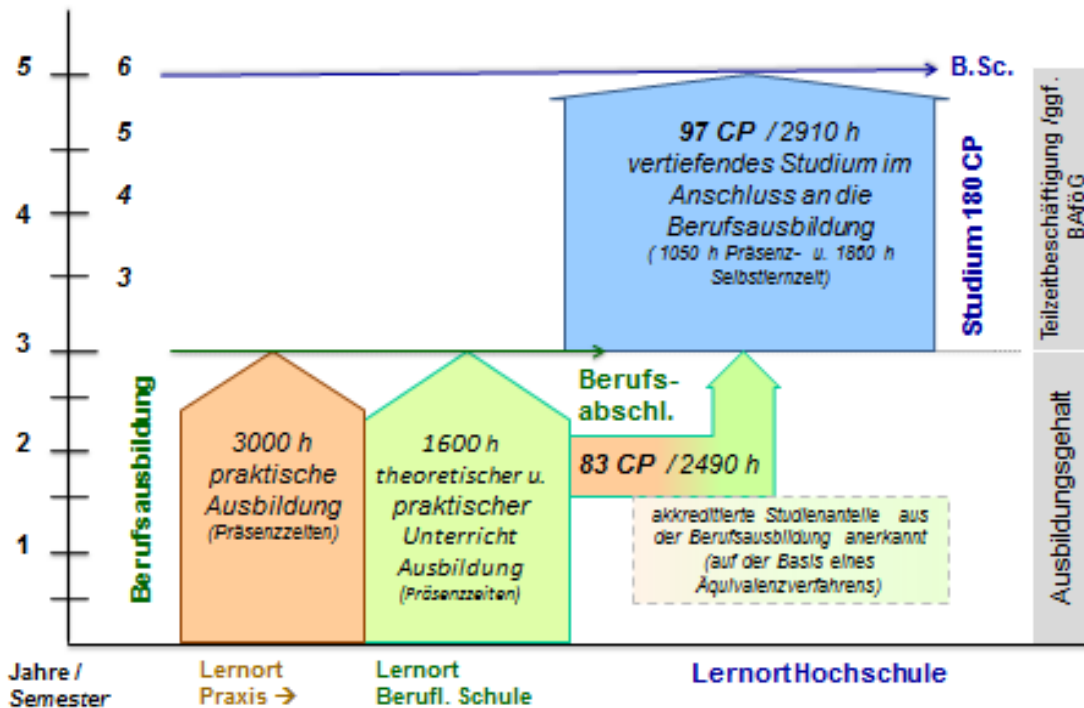 5
6
B.Sc.
5
4
4
3
3
2
1
97 CP / 2910 h
vertiefendes Studium im
Anschluss an die
Berufsausbildung
( 1050 h Präsenz- u. 1860 h
Selbstlernzeit)
Studium 180 CP
Teilzeitbeschäftigung /ggf.
BAföG
Berufsausbildung
3000 h
praktische
Ausbildung
(Präsenzzeiten)
1600 h
theoretischer u.
praktischer
Unterricht
Ausbildung
(Präsenzzeiten)
Berufs-
abschl.
83 CP / 2490 h
akkreditierte Studienanteile aus
der Berufsausbildung anerkannt
(auf der Basis eines
Äquivalenzverfahrens)
Ausbildungsgehalt
Jahre /
Semester
Lernort
Praxis →
Lernort
Berufl. Schule
Lernort Hochschule